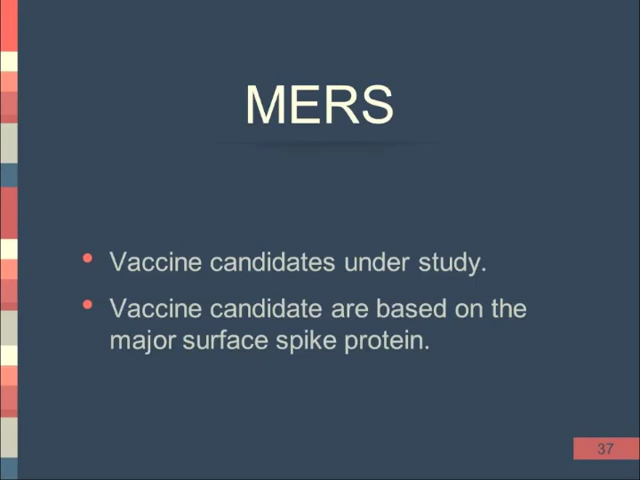 MERS
• Vaccine candidates under study.
• Vaccine candidate are based on the
major surface spike protein.
37